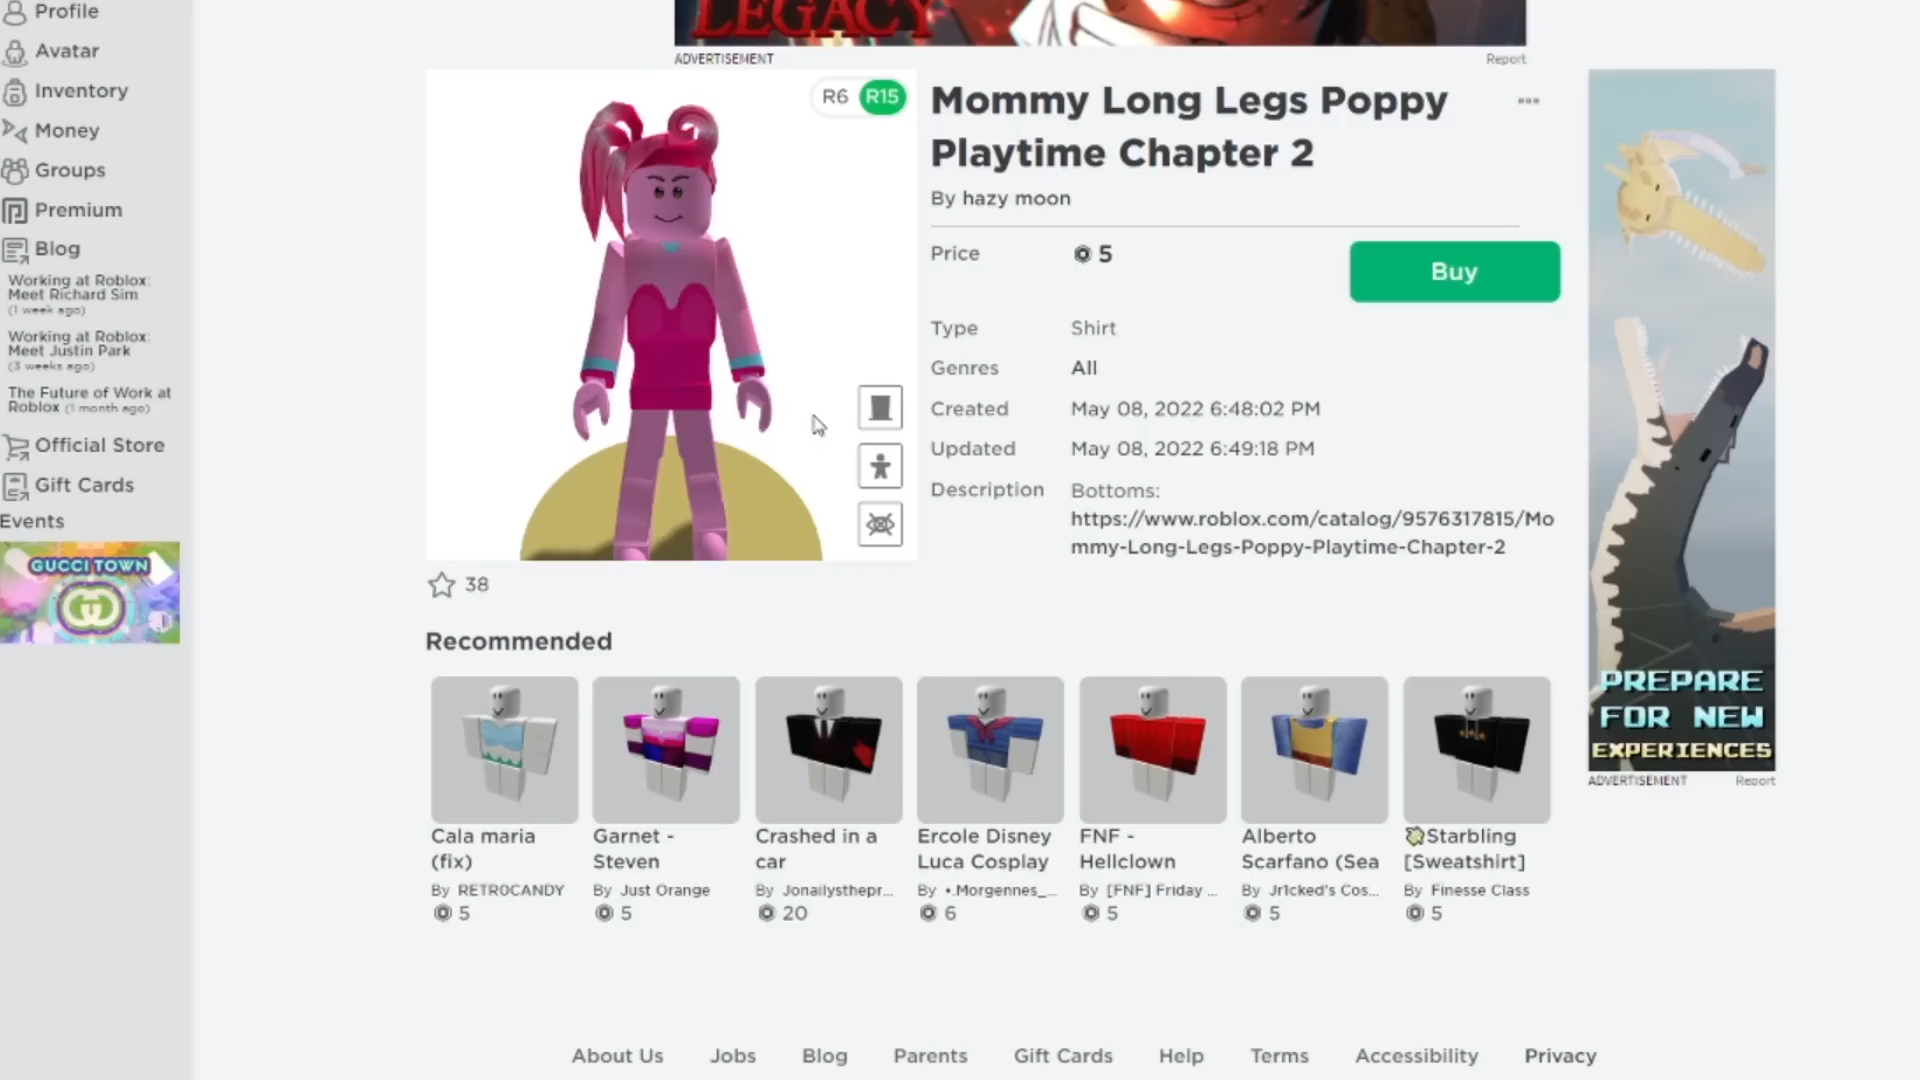 Profile
Avatar
Inventory
Money
Groups
Premium
Blog
Working at Roblox:
Meet Richard Sim
(1 week ago)
Working at Roblox:
Meet Justin Park
(3 weeks ago)
The Future of Work at
Roblox (1 month ago)
Official Store
Gift Cards
Events
GUCCI TOWN
LEGACY
ADVERTISEMENT
Report
R6 R15
Mommy Long Legs Poppy
Playtime Chapter 2
By hazy moon
Price
5
Buy
Type
Shirt
Genres
All
Created
May 08, 2022 6:48:02 PM
Updated
May 08, 2022 6:49:18 PM
Description
Bottoms:
https://www.roblox.com/catalog/9576317815/Mo
mmy-Long-Legs-Poppy-Playtime-Chapter-2
38
Recommended
Cala maria
(fix)
By RETR0CANDY
5
Garnet -
Steven
By Just Orange
5
Crashed in a
car
By Jonailysthepr...
20
Ercole Disney
Luca Cosplay
By •.Morgennes_...
6
FNF -
Hellclown
By [FNF] Friday ...
5
Alberto
Scarfano (Sea
By Jr1cked's Cos...
5
Starbling
[Sweatshirt]
By Finesse Class
5
PREPARE
FOR NEW
EXPERIENCES
ADVERTISEMENT
Report
About Us
Jobs
Blog
Parents
Gift Cards
Help
Terms
Accessibility
Privacy